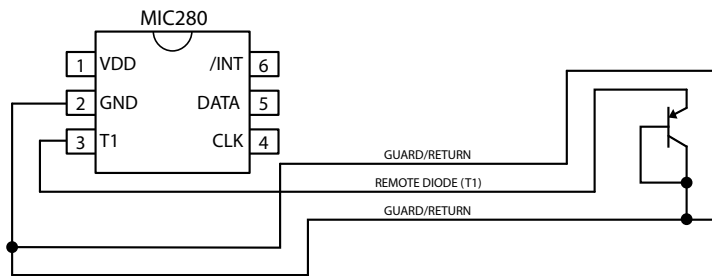 MIC280
1 VDD /INT 6
2 GND DATA 5
3 T1 CLK 4
GUARD/RETURN
REMOTE DIODE (T1)
GUARD/RETURN